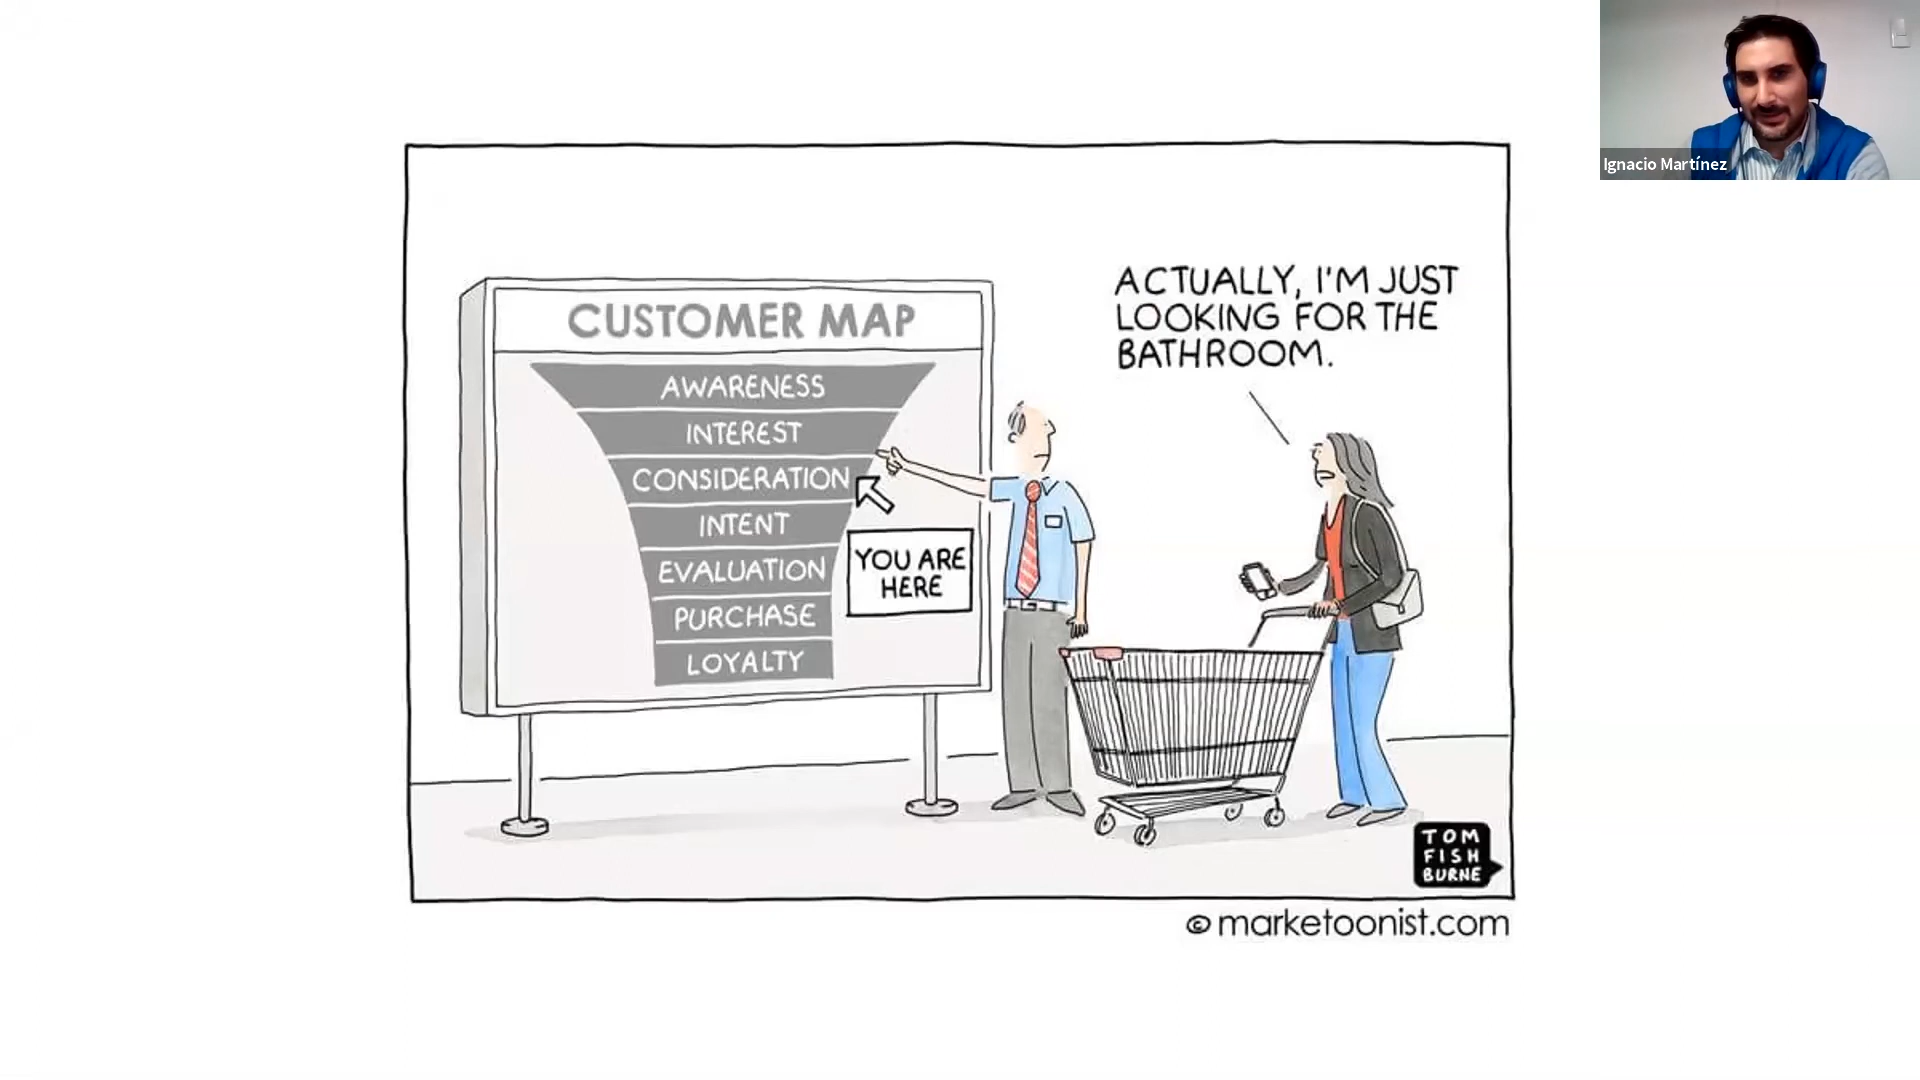 Ignacio Martínez
ACTUALLY, I'M JUST
LOOKING FOR THE
BATHROOM.
CUSTOMER MAP
AWARENESS
INTEREST
CONSIDERATION
INTENT
EVALUATION
PURCHASE
LOYALTY
YOU ARE
HERE
TOM
FISH
BURNE
© marketoonist.com